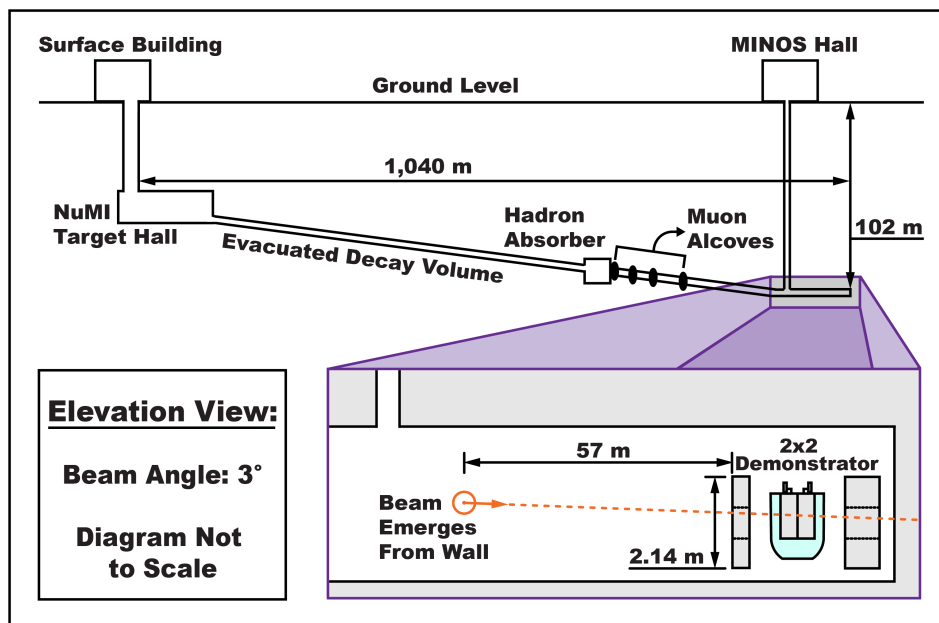 Surface Building
MINOS Hall
Ground Level
1,040 m
NuMI
Target Hall
Evacuated Decay Volume
Hadron
Absorber
Muon
Alcoves
102 m
Elevation View:
Beam Angle: 3°
Diagram Not
to Scale
57 m
2x2
Demonstrator
Beam
Emerges
From Wall
2.14 m